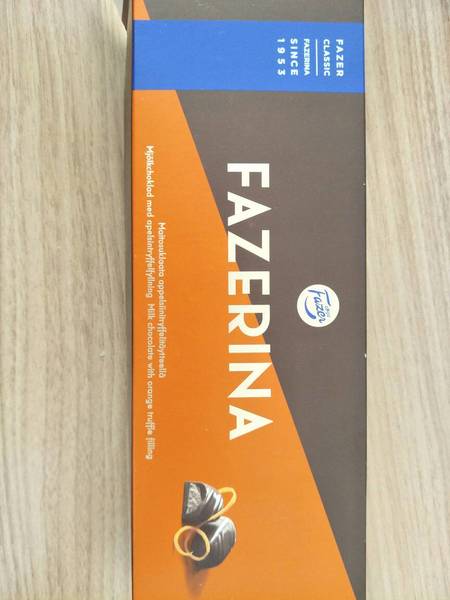 FAZER
CLASSIC
FAZERINA
SINCE
1953
Fazer
FAZERINA
Maitosuklaata appelsiinitryffelitäytteellä
Mjölkchoklad med apelsintryffelfyllning Milk chocolate with orange truffle filling